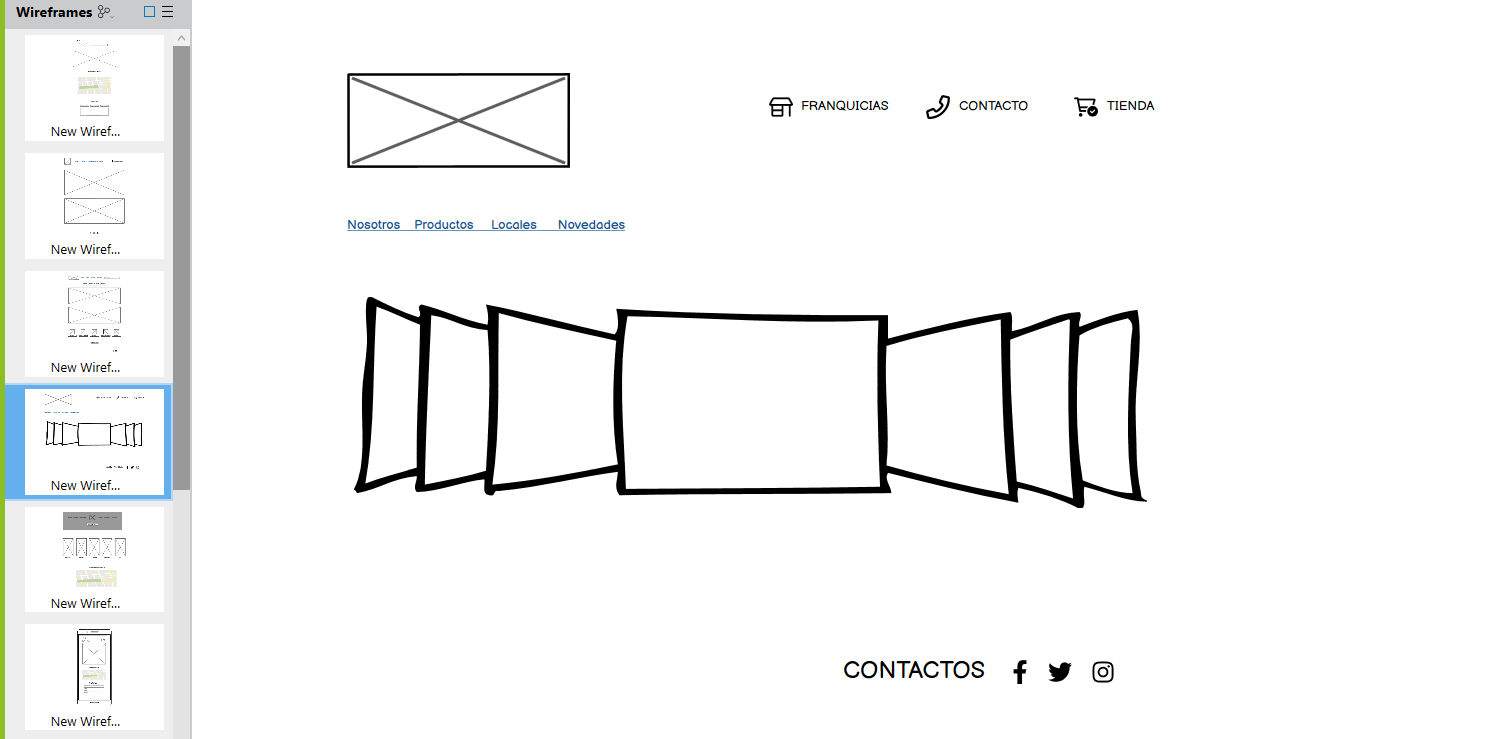 Wireframes
New Wiref...
New Wiref...
New Wiref...
New Wiref...
New Wiref...
New Wiref...
FRANQUICIAS CONTACTO TIENDA
Nosotros Productos Locales Novedades
CONTACTOS